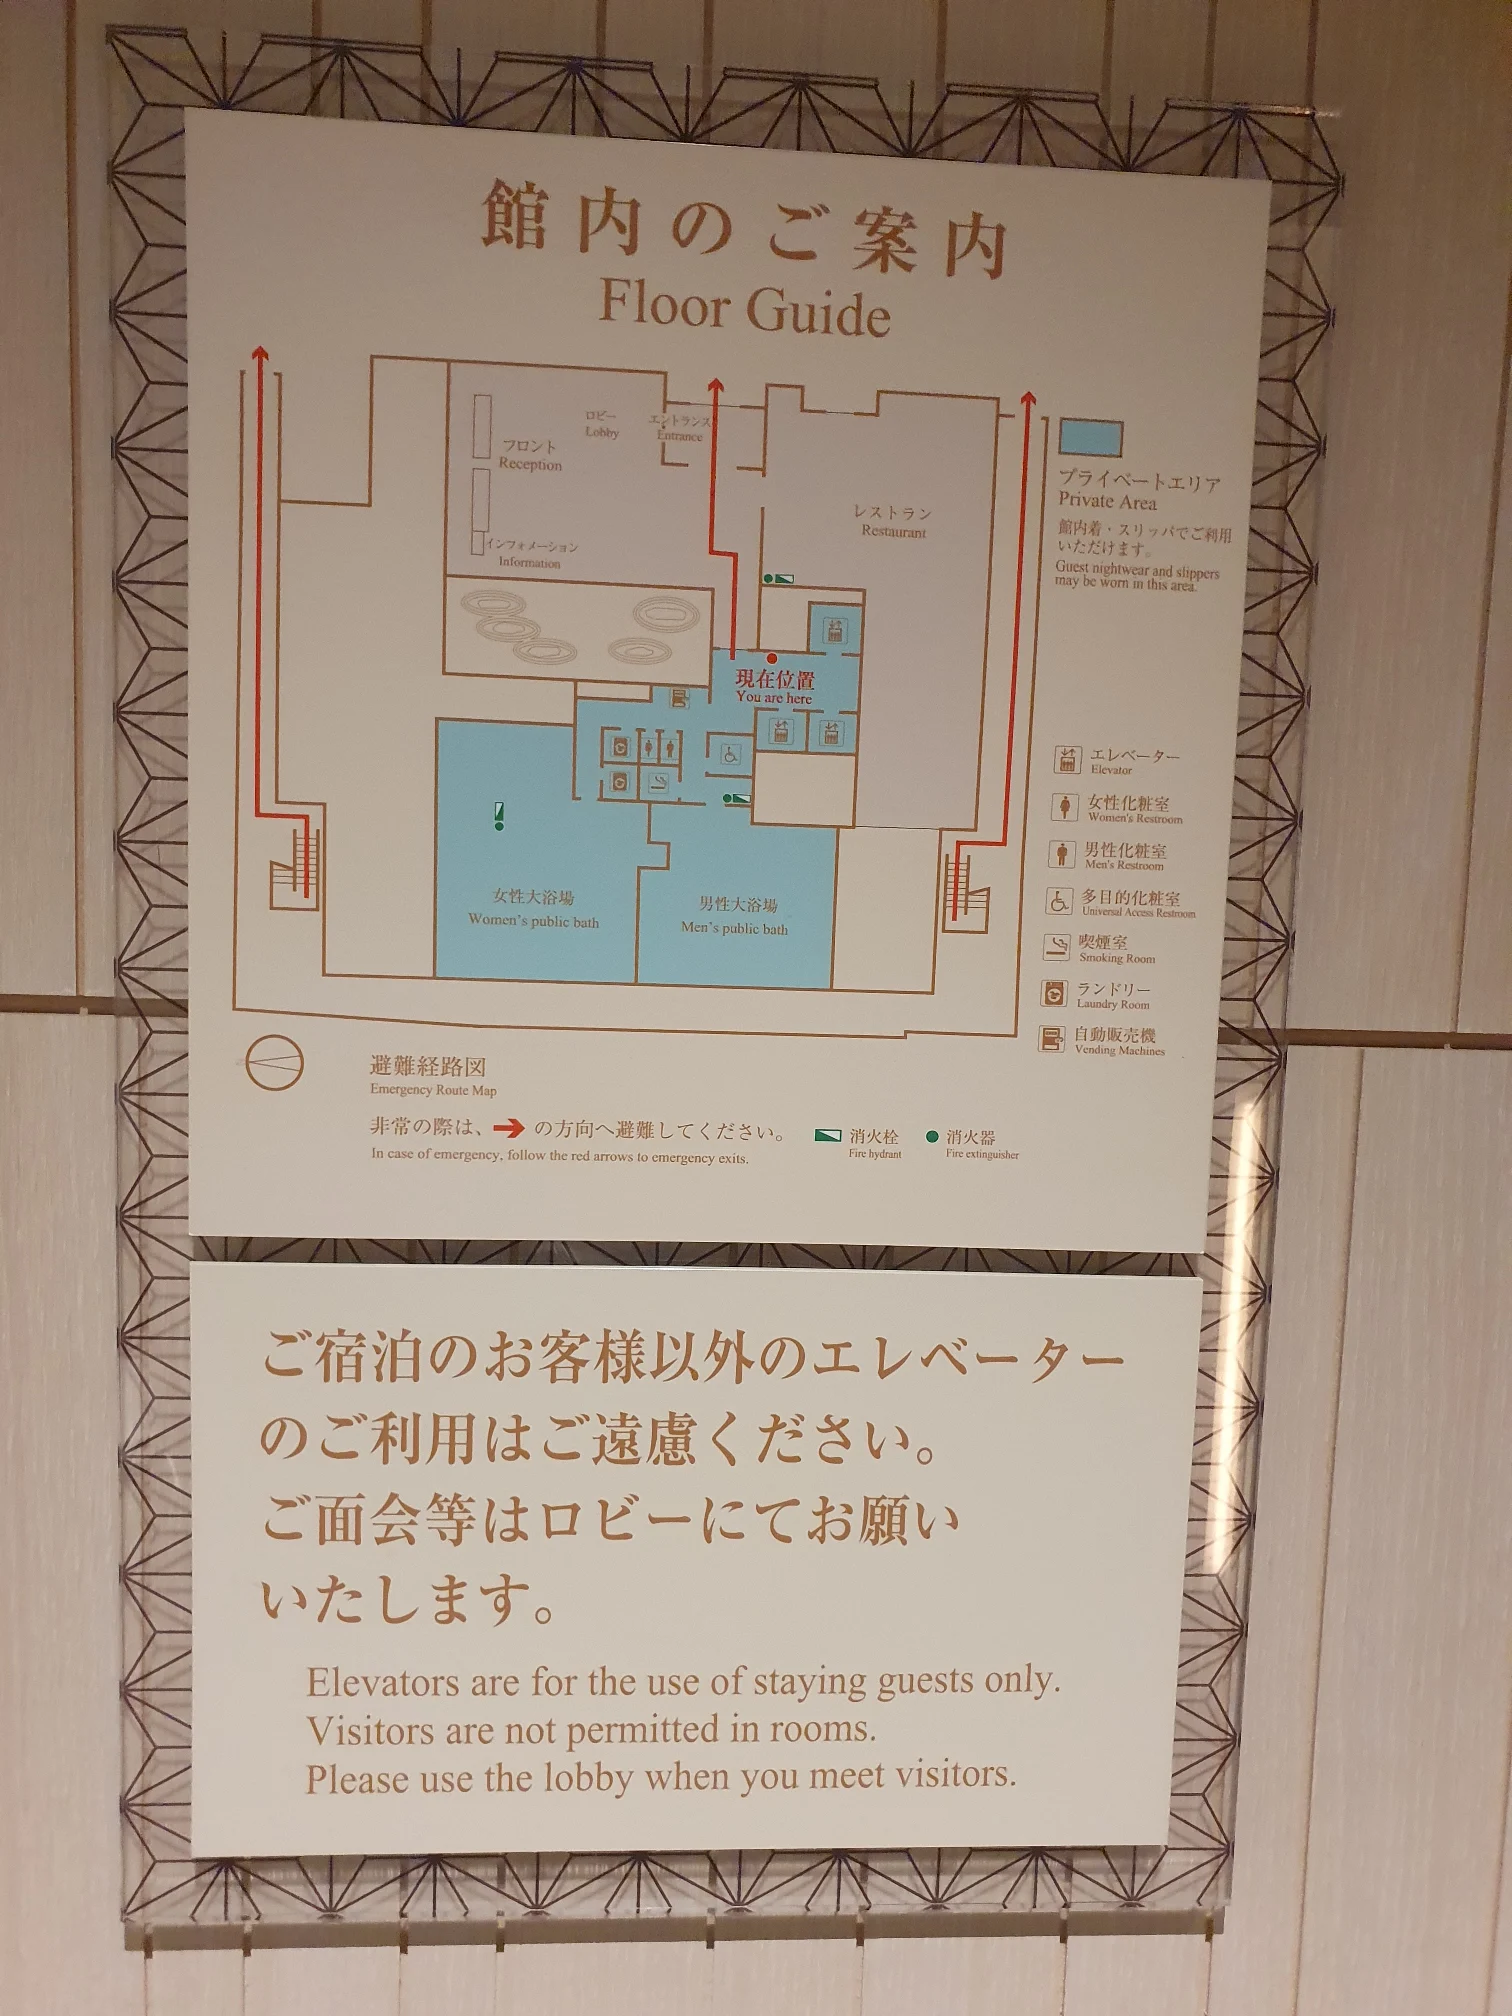 館内のご案内
Floor Guide
ロビー
Lobby
エントランス
Entrance
フロント
Reception
インフォメーション
Information
レストラン
Restaurant
現在位置
You are here
女性大浴場
Women's public bath
男性大浴場
Men's public bath
プライベートエリア
Private Area
館内着・スリッパでご利用
いただけます。
Guest nightwear and slippers
may be worn in this area.
エレベーター
Elevator
女性化粧室
Women's Restroom
男性化粧室
Men's Restroom
多目的化粧室
Universal Access Restroom
喫煙室
Smoking Room
ランドリー
Laundry Room
自動販売機
Vending Machines
避難経路図
Emergency Route Map
非常の際は、➔の方向へ避難してください。
In case of emergency, follow the red arrows to emergency exits.
消火栓
Fire hydrant
消火器
Fire extinguisher
ご宿泊のお客様以外のエレベーター
のご利用はご遠慮ください。
ご面会等はロビーにてお願い
いたします。
Elevators are for the use of staying guests only.
Visitors are not permitted in rooms.
Please use the lobby when you meet visitors.